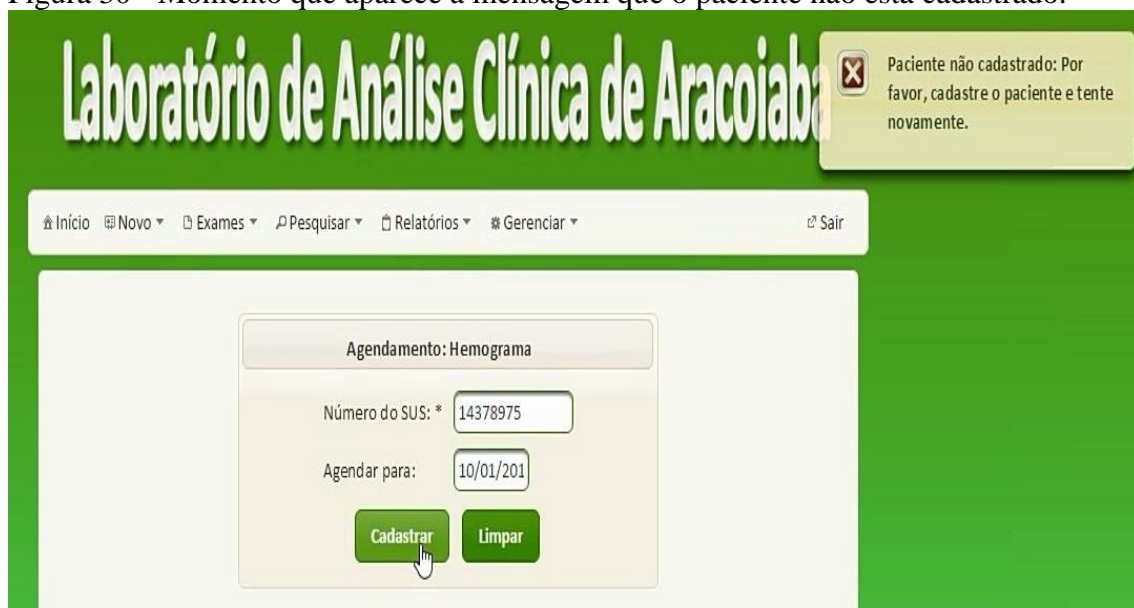 Figura 30 - Momento que aparece a mensagem que o paciente não está cadastrado.
Laboratório de Análise Clínica de Aracoiaba
Paciente não cadastrado: Por
favor, cadastre o paciente e tente
novamente.
Início Novo Exames Pesquisar Relatórios Gerenciar Sair
Agendamento: Hemograma
Número do SUS: * 14378975
Agendar para: 10/01/201
Cadastrar Limpar